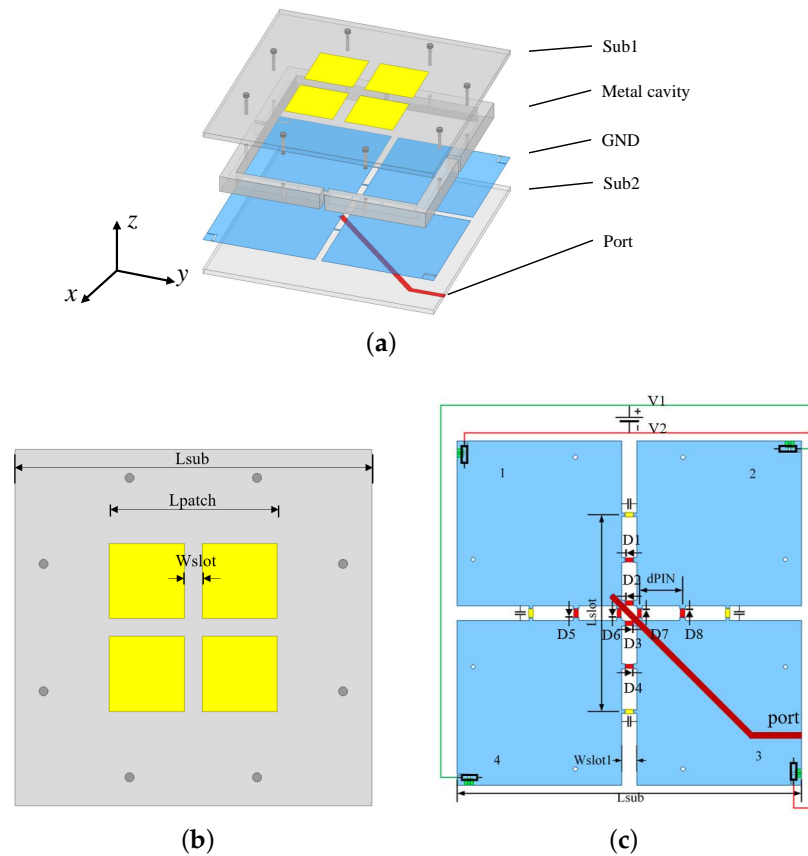 Sub1
Metal cavity
GND
Sub2
Port
z
y
x
(a)
Lsub
Lpatch
Wslot
(b)
V1
+
-
V2
1
2
D1
dPIN
D2
Lslot
D5
D6
D7
D8
D3
D4
port
4
Wslot1
3
Lsub
(c)